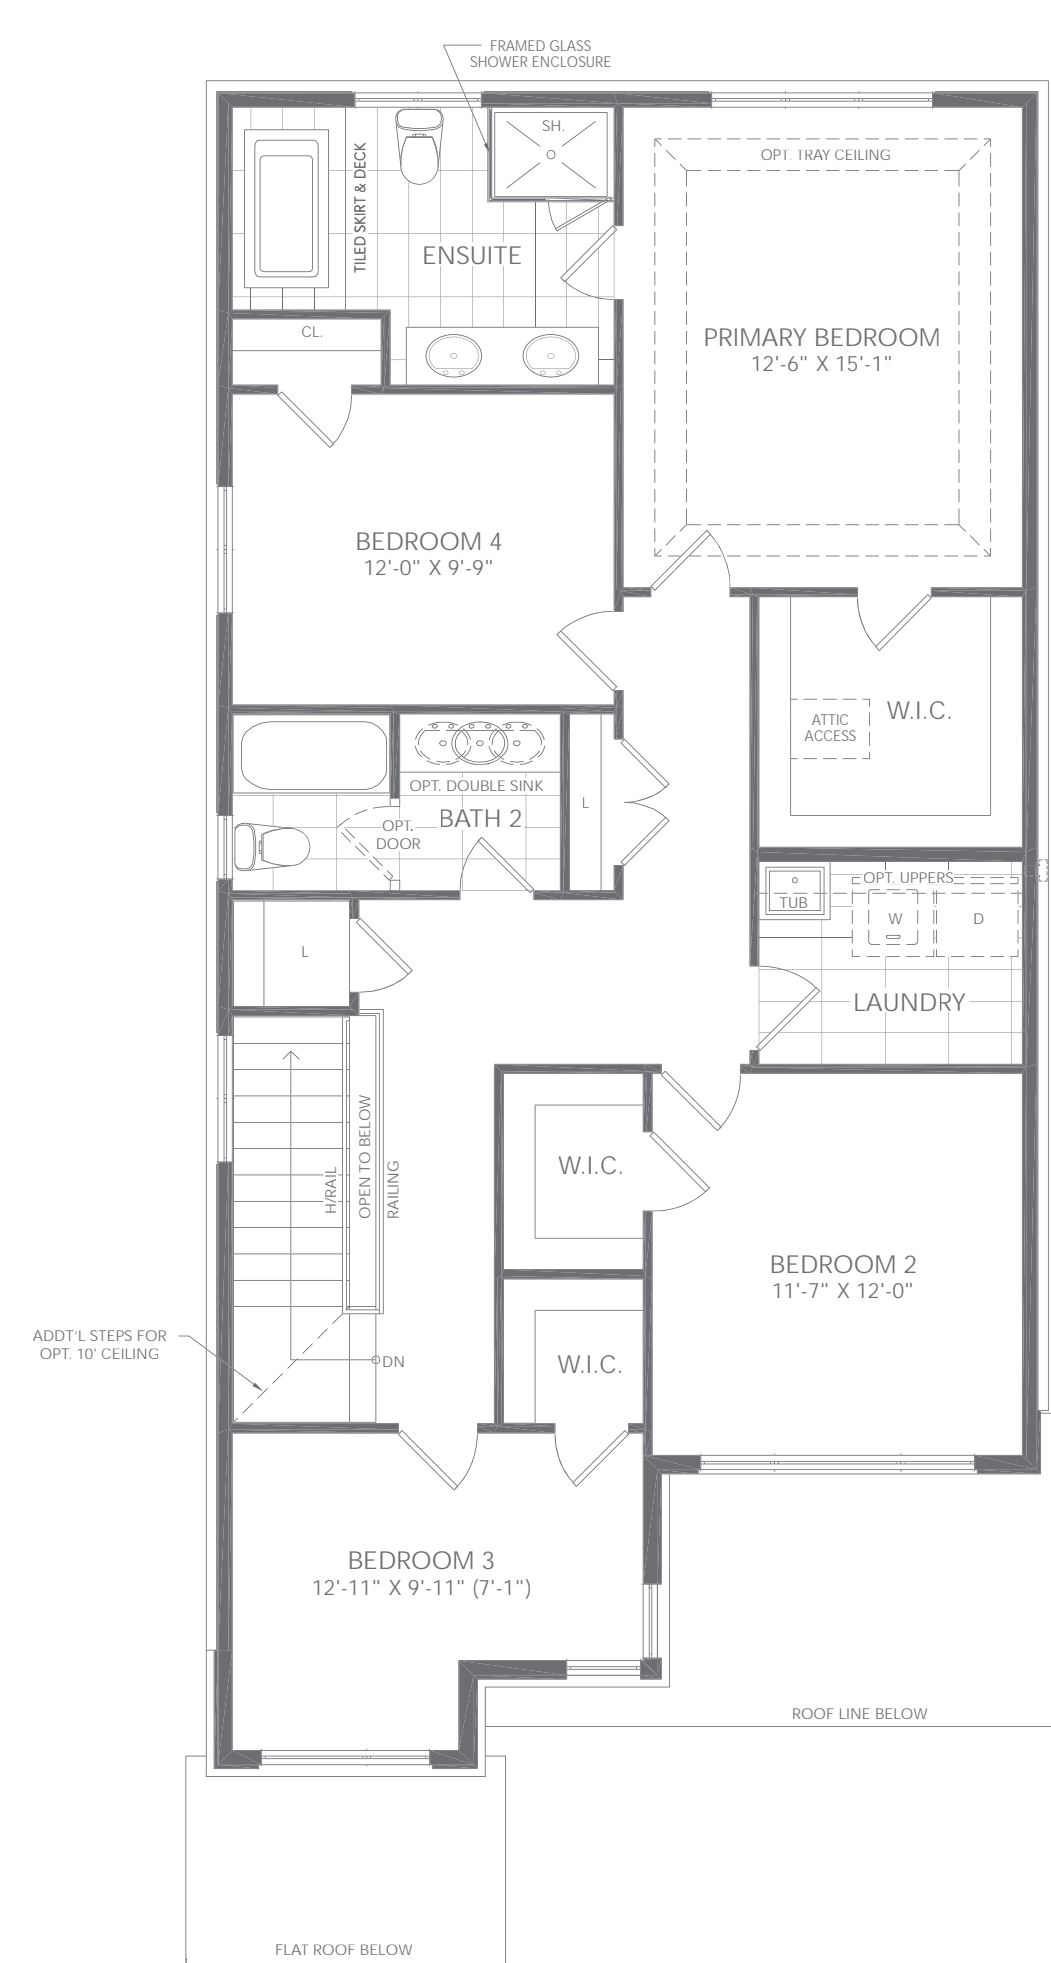 FRAMED GLASS
SHOWER ENCLOSURE
SH.
OPT. TRAY CEILING
TILED SKIRT & DECK
ENSUITE
CL.
PRIMARY BEDROOM
12'-6" X 15'-1"
BEDROOM 4
12'-0" X 9'-9"
W.I.C.
ATTIC
ACCESS
OPT. DOUBLE SINK
BATH 2
OPT.
DOOR
L
OPT. UPPERS
TUB
W
D
L
LAUNDRY
H/RAIL
OPEN TO BELOW
RAILING
W.I.C.
BEDROOM 2
11'-7" X 12'-0"
ADDT'L STEPS FOR
OPT. 10' CEILING
DN
W.I.C.
BEDROOM 3
12'-11" X 9'-11" (7'-1")
ROOF LINE BELOW
FLAT ROOF BELOW